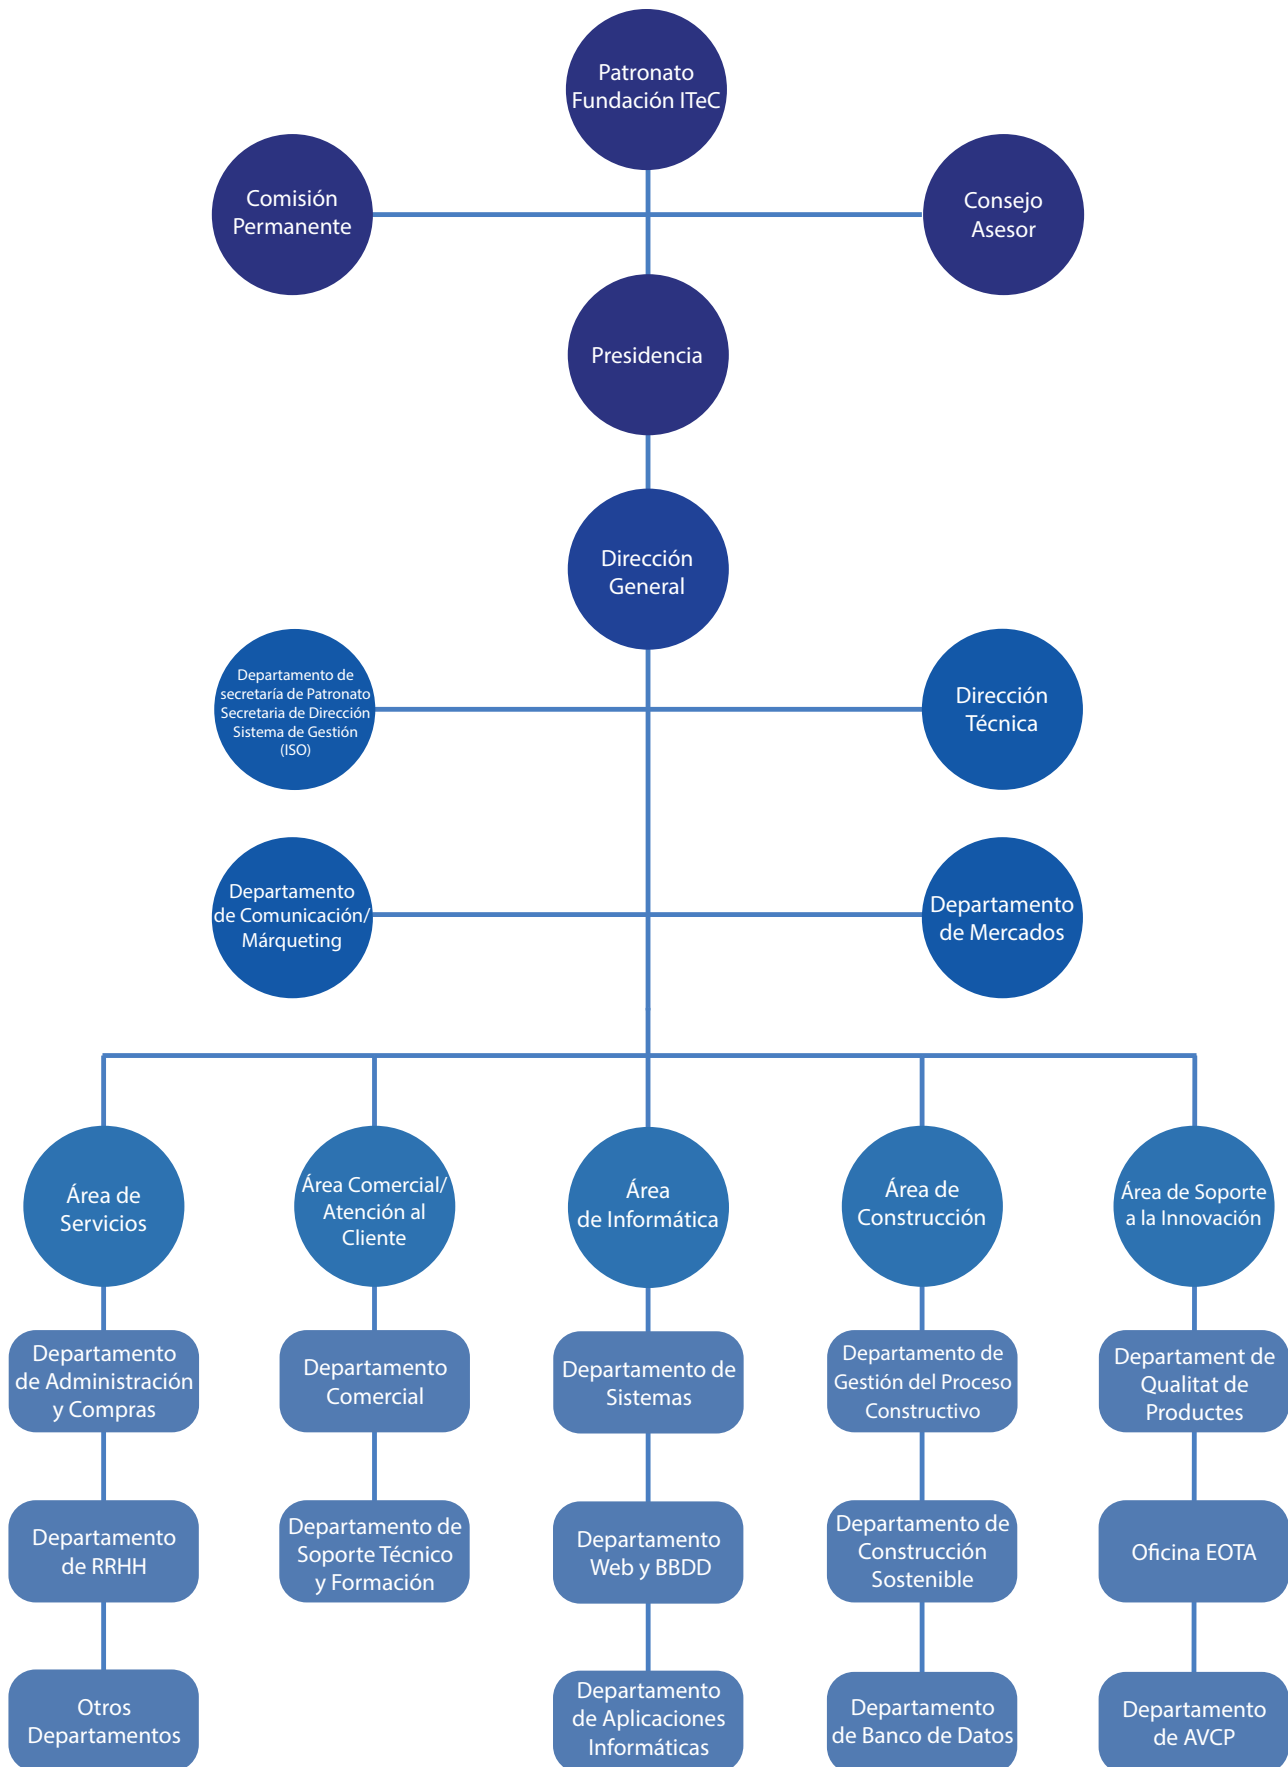 Patronato
Fundación ITeC
Comisión
Permanente
Consejo
Asesor
Presidencia
Dirección
General
Departamento de
secretaría de Patronato
Secretaria de Dirección
Sistema de Gestión
(ISO)
Dirección
Técnica
Departamento
de Comunicación/
Márqueting
Departamento
de Mercados
Área de
Servicios
Área Comercial/
Atención al
Cliente
Área
de Informática
Área de
Construcción
Área de Soporte
a la Innovación
Departamento
de Administración
y Compras
Departamento
Comercial
Departamento de
Sistemas
Departamento de
Gestión del Proceso
Constructivo
Departament de
Qualitat de
Productes
Departamento
de RRHH
Departamento de
Soporte Técnico
y Formación
Departamento
Web y BBDD
Departamento de
Construcción
Sostenible
Oficina EOTA
Otros
Departamentos
Departamento
de Aplicaciones
Informáticas
Departamento
de Banco de Datos
Departamento
de AVCP